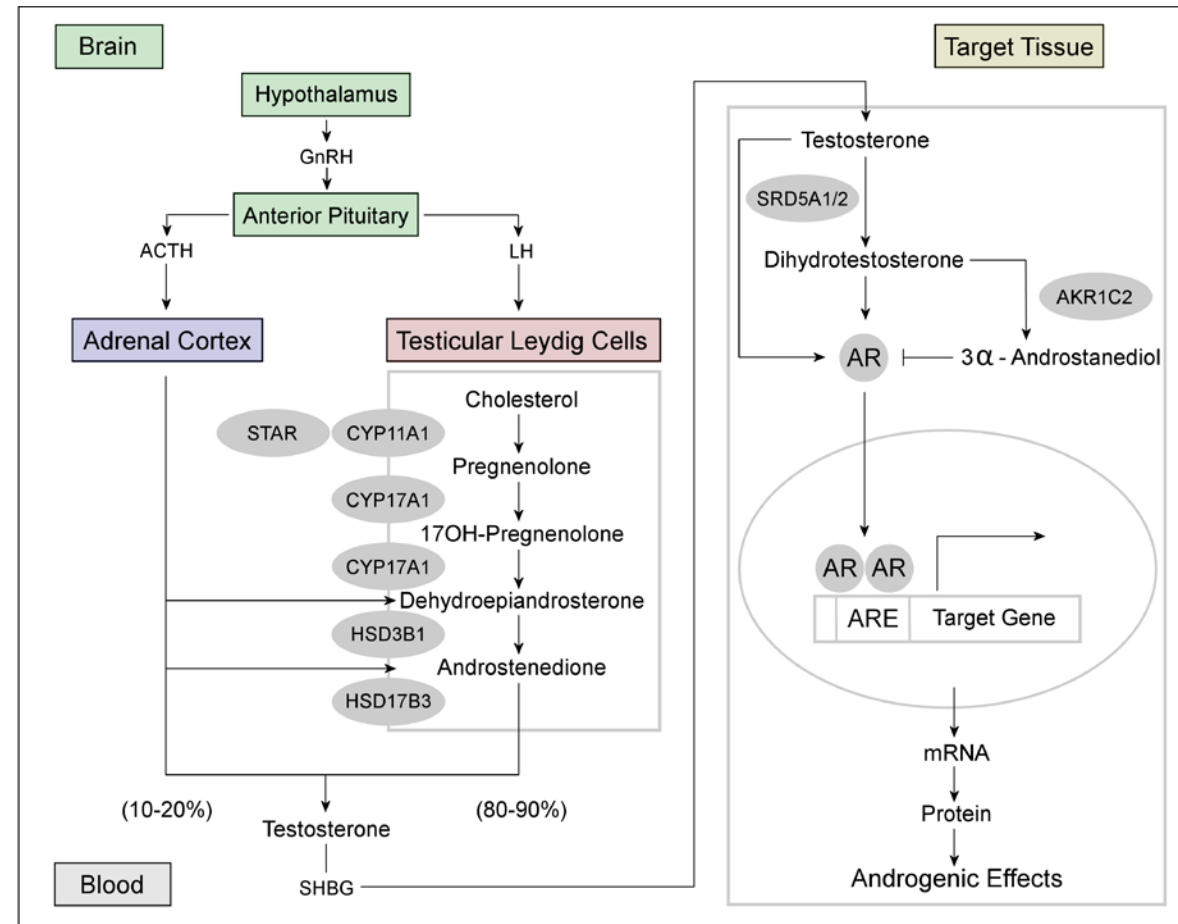 Brain
Target Tissue
Hypothalamus
GnRH
Anterior Pituitary
ACTH
LH
Adrenal Cortex
Testicular Leydig Cells
Cholesterol
STAR
CYP11A1
Pregnenolone
CYP17A1
17OH-Pregnenolone
CYP17A1
Dehydroepiandrosterone
HSD3B1
Androstenedione
HSD17B3
(10-20%)
(80-90%)
Testosterone
SHBG
Blood
Testosterone
SRD5A1/2
Dihydrotestosterone
AKR1C2
AR
3α - Androstanediol
AR AR
ARE
Target Gene
mRNA
Protein
Androgenic Effects